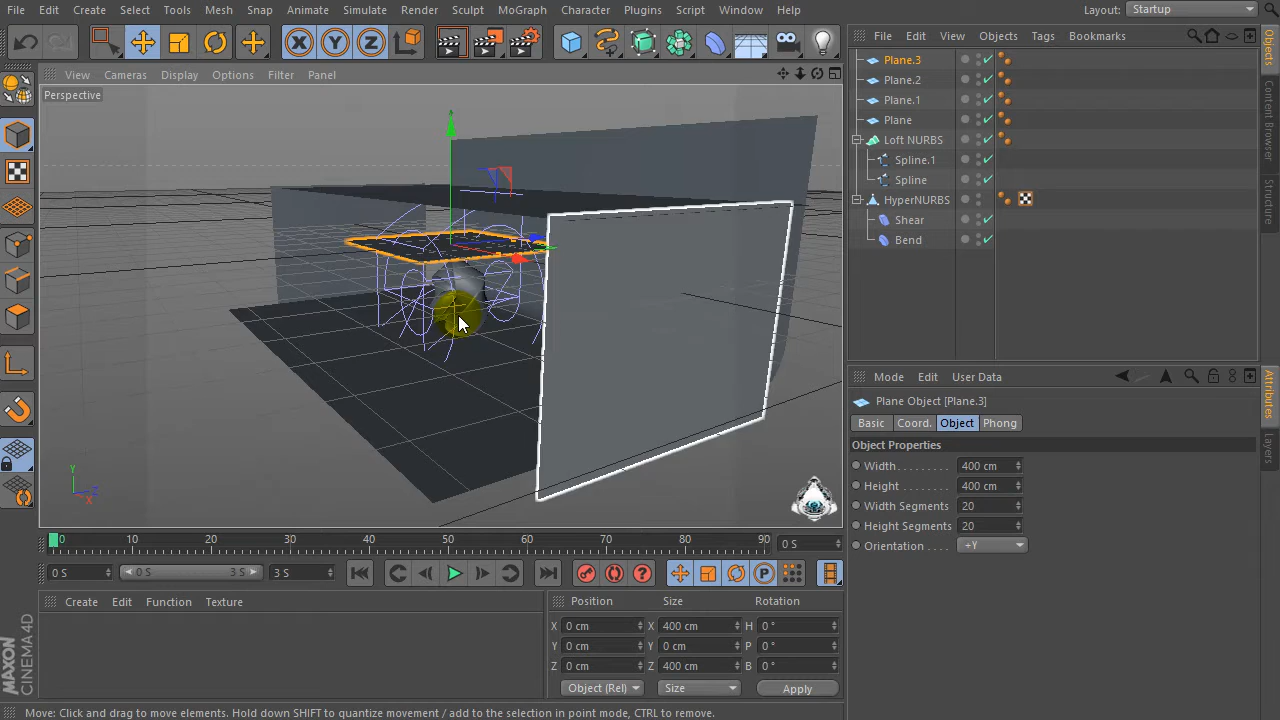 File Edit Create Select Tools Mesh Snap Animate Simulate Render Sculpt MoGraph Character Plugins Script Window Help Layout: Startup
File Edit View Objects Tags Bookmarks
View Cameras Display Options Filter Panel
Perspective
Plane.3
Plane.2
Plane.1
Plane
Loft NURBS
Spline.1
Spline
HyperNURBS
Shear
Bend
Objects
Content Browser
Structure
Mode Edit User Data
Plane Object [Plane.3]
Basic Coord. Object Phong
Object Properties
Width 400 cm
Height 400 cm
Width Segments 20
Height Segments 20
Orientation +Y
Attributes
Layers
Y
Z
X
0 10 20 30 40 50 60 70 80 90 0 S
0 S 0 S 3 S 3 S
Create Edit Function Texture
Position Size Rotation
X 0 cm X 400 cm H 0 °
Y 0 cm Y 0 cm P 0 °
Z 0 cm Z 400 cm B 0 °
Object (Rel) Size Apply
MAXON
CINEMA 4D
Move: Click and drag to move elements. Hold down SHIFT to quantize movement / add to the selection in point mode, CTRL to remove.